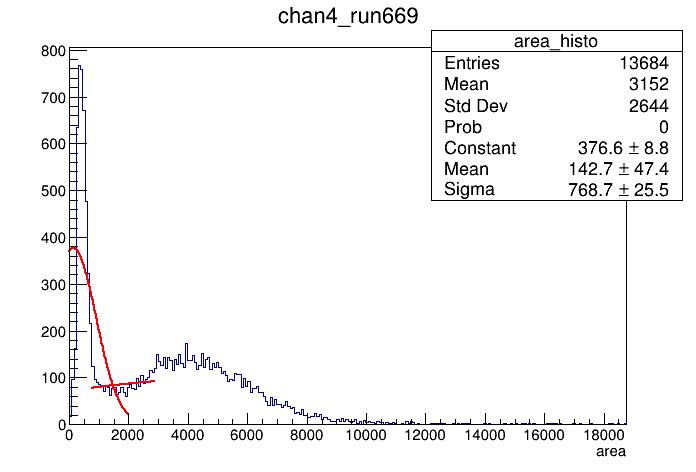 chan4_run669
area_histo
Entries 13684
Mean 3152
Std Dev 2644
Prob 0
Constant 376.6 ± 8.8
Mean 142.7 ± 47.4
Sigma 768.7 ± 25.5
800
700
600
500
400
300
200
100
0
0 2000 4000 6000 8000 10000 12000 14000 16000 18000
area